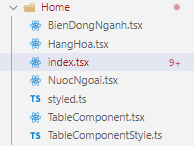 Home
BienDongNganh.tsx
HangHoa.tsx
index.tsx 9+
NuocNgoai.tsx
TS styled.ts
TableComponent.tsx
TS TableComponentStyle.ts